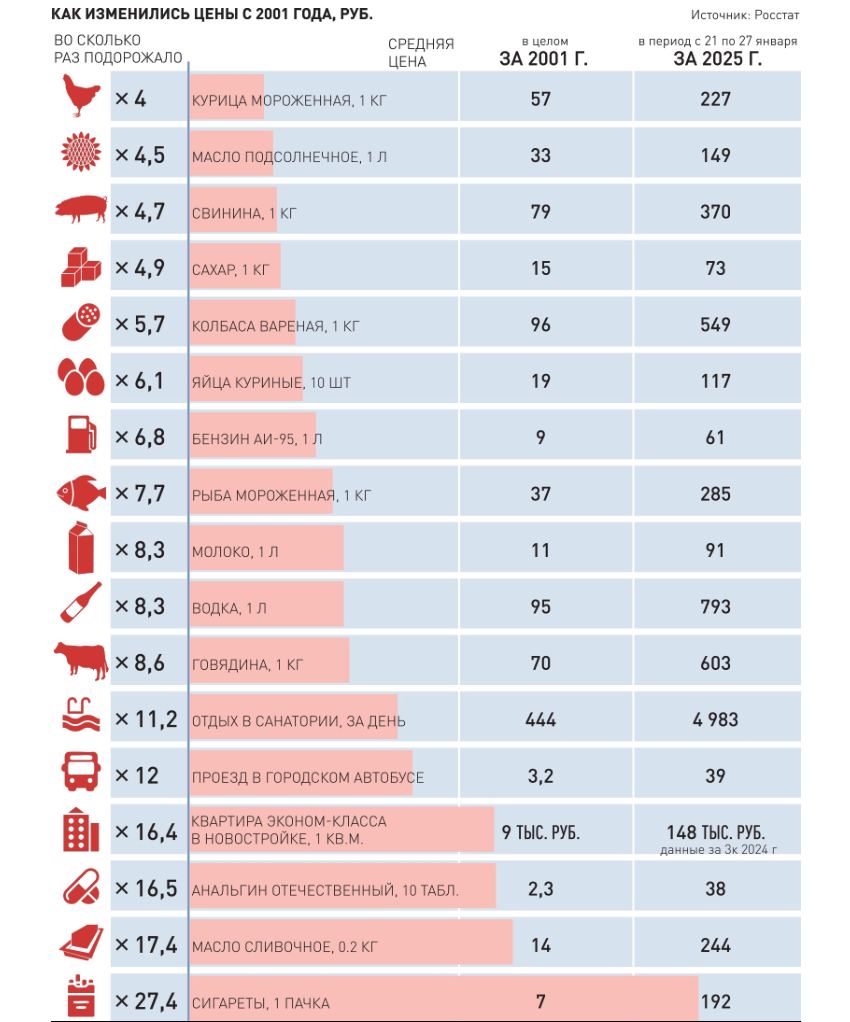 КАК ИЗМЕНИЛИСЬ ЦЕНЫ С 2001 ГОДА, РУБ.
Источник: Росстат
ВО СКОЛЬКО
РАЗ ПОДОРОЖАЛО
СРЕДНЯЯ
ЦЕНА
в целом
ЗА 2001 Г.
в период с 21 по 27 января
ЗА 2025 Г.
× 4 КУРИЦА МОРОЖЕННАЯ, 1 КГ 57 227
× 4,5 МАСЛО ПОДСОЛНЕЧНОЕ, 1 Л 33 149
× 4,7 СВИНИНА, 1 КГ 79 370
× 4,9 САХАР, 1 КГ 15 73
× 5,7 КОЛБАСА ВАРЕНАЯ, 1 КГ 96 549
× 6,1 ЯЙЦА КУРИНЫЕ, 10 ШТ 19 117
× 6,8 БЕНЗИН АИ-95, 1 Л 9 61
× 7,7 РЫБА МОРОЖЕННАЯ, 1 КГ 37 285
× 8,3 МОЛОКО, 1 Л 11 91
× 8,3 ВОДКА, 1 Л 95 793
× 8,6 ГОВЯДИНА, 1 КГ 70 603
× 11,2 ОТДЫХ В САНАТОРИИ, ЗА ДЕНЬ 444 4 983
× 12 ПРОЕЗД В ГОРОДСКОМ АВТОБУСЕ 3,2 39
× 16,4 КВАРТИРА ЭКОНОМ-КЛАССА
В НОВОСТРОЙКЕ, 1 КВ.М. 9 ТЫС. РУБ. 148 ТЫС. РУБ.
данные за 3к 2024 г
× 16,5 АНАЛЬГИН ОТЕЧЕСТВЕННЫЙ, 10 ТАБЛ. 2,3 38
× 17,4 МАСЛО СЛИВОЧНОЕ, 0.2 КГ 14 244
× 27,4 СИГАРЕТЫ, 1 ПАЧКА 7 192